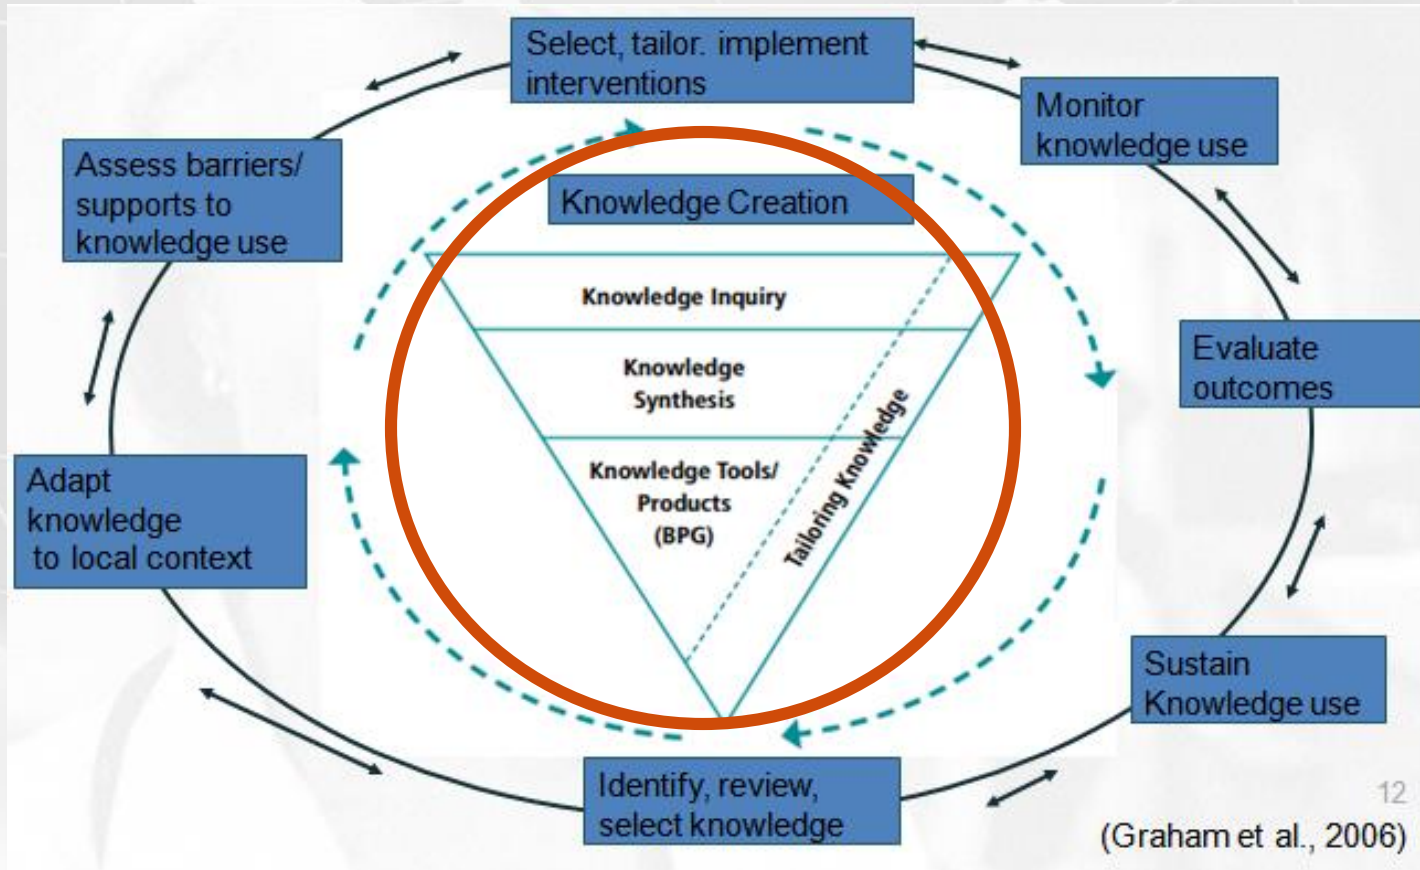 Select, tailor. implement
interventions
Monitor
knowledge use
Assess barriers/
supports to
knowledge use
Knowledge Creation
Knowledge Inquiry
Knowledge
Synthesis
Knowledge Tools/
Products
(BPG)
Tailoring Knowledge
Evaluate
outcomes
Adapt
knowledge
to local context
Sustain
Knowledge use
Identify, review,
select knowledge
12
(Graham et al., 2006)